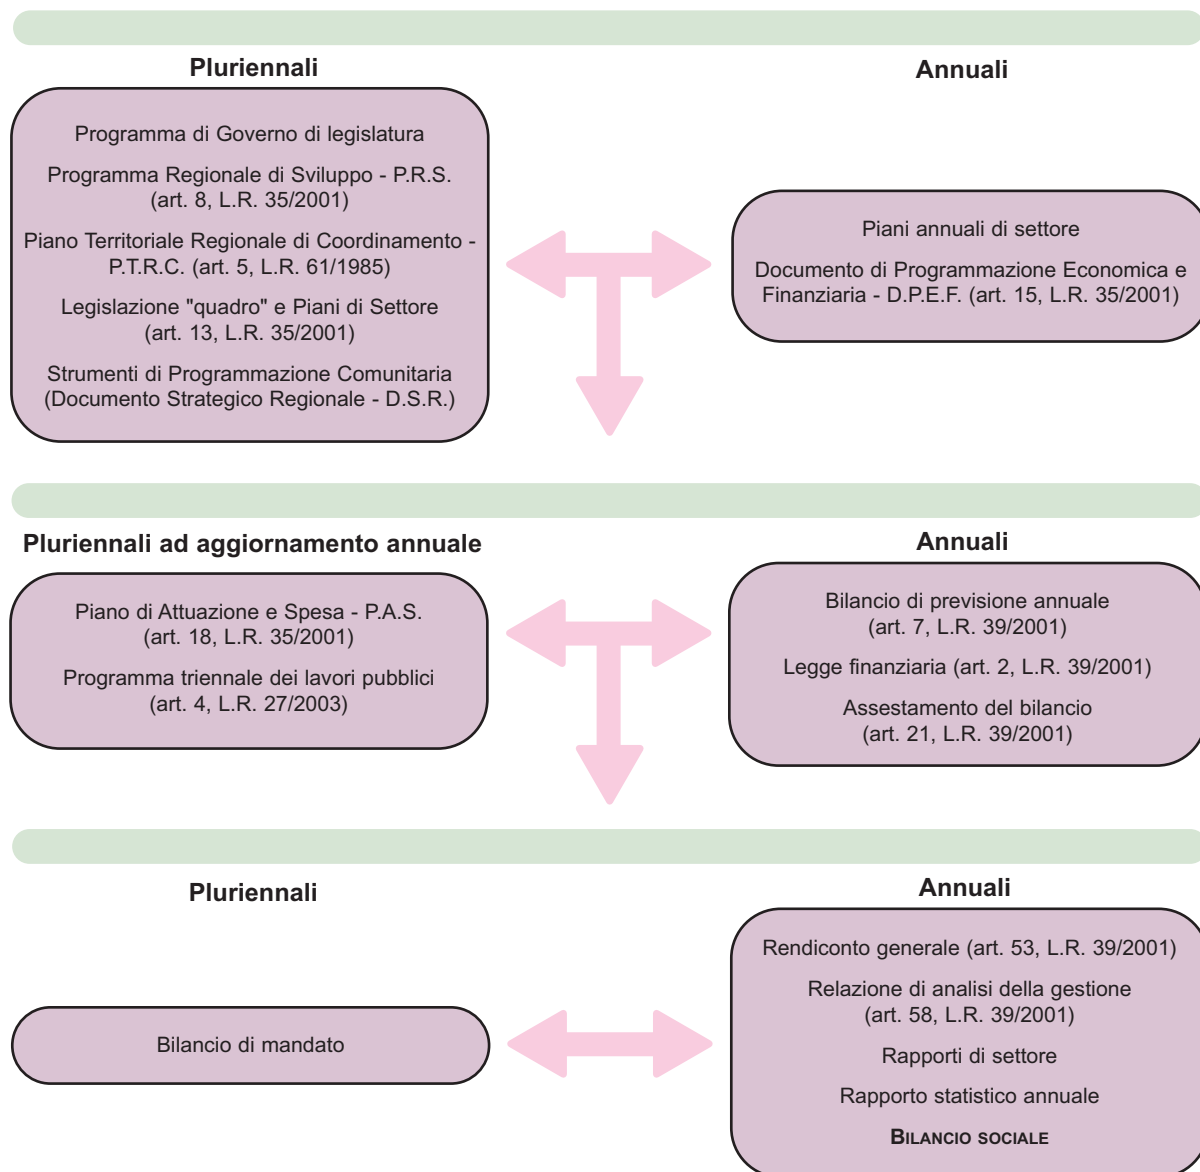 Pluriennali
Programma di Governo di legislatura
Programma Regionale di Sviluppo - P.R.S.
(art. 8, L.R. 35/2001)
Piano Territoriale Regionale di Coordinamento -
P.T.R.C. (art. 5, L.R. 61/1985)
Legislazione "quadro" e Piani di Settore
(art. 13, L.R. 35/2001)
Strumenti di Programmazione Comunitaria
(Documento Strategico Regionale - D.S.R.)
Annuali
Piani annuali di settore
Documento di Programmazione Economica e
Finanziaria - D.P.E.F. (art. 15, L.R. 35/2001)
Pluriennali ad aggiornamento annuale
Piano di Attuazione e Spesa - P.A.S.
(art. 18, L.R. 35/2001)
Programma triennale dei lavori pubblici
(art. 4, L.R. 27/2003)
Annuali
Bilancio di previsione annuale
(art. 7, L.R. 39/2001)
Legge finanziaria (art. 2, L.R. 39/2001)
Assestamento del bilancio
(art. 21, L.R. 39/2001)
Pluriennali
Bilancio di mandato
Annuali
Rendiconto generale (art. 53, L.R. 39/2001)
Relazione di analisi della gestione
(art. 58, L.R. 39/2001)
Rapporti di settore
Rapporto statistico annuale
BILANCIO SOCIALE